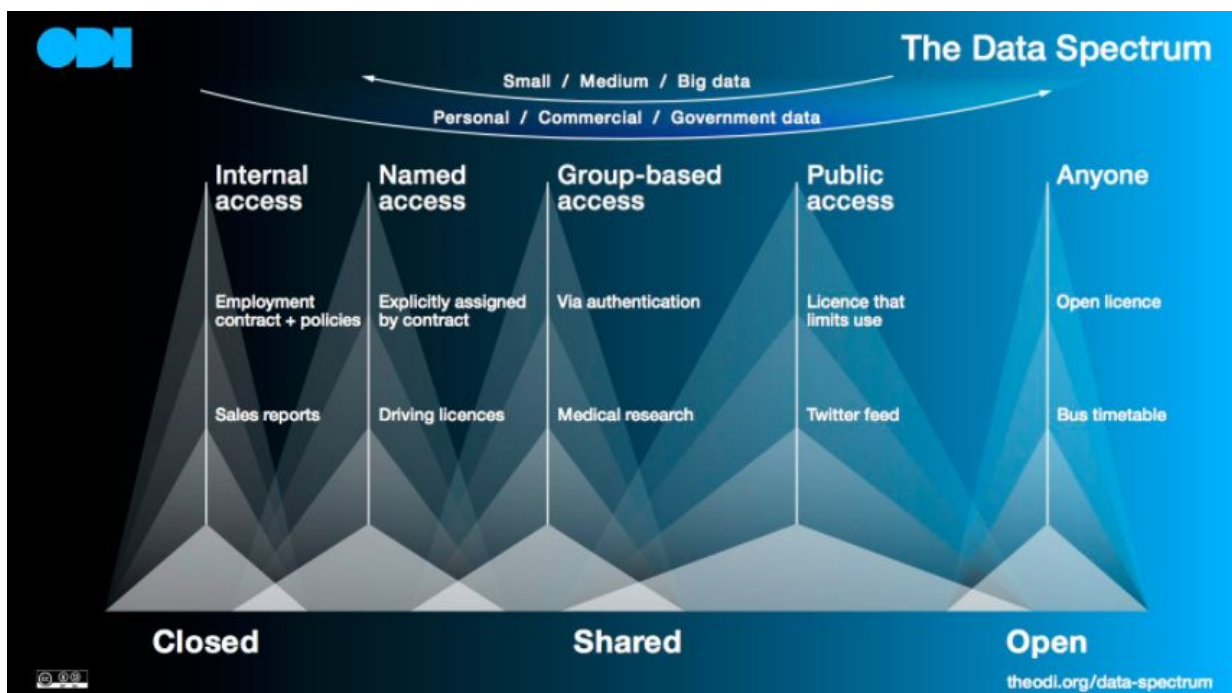 ODI
The Data Spectrum
Small / Medium / Big data
Personal / Commercial / Government data
Internal
access
Named
access
Group-based
access
Public
access
Anyone
Employment
contract + policies
Explicitly assigned
by contract
Via authentication
Licence that
limits use
Open licence
Sales reports
Driving licences
Medical research
Twitter feed
Bus timetable
Closed
Shared
Open
cc
theodi.org/data-spectrum